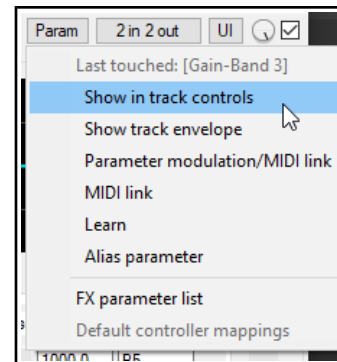 Param 2 in 2 out UI
Last touched: [Gain-Band 3]
Show in track controls
Show track envelope
Parameter modulation/MIDI link
MIDI link
Learn
Alias parameter
FX parameter list
Default controller mappings